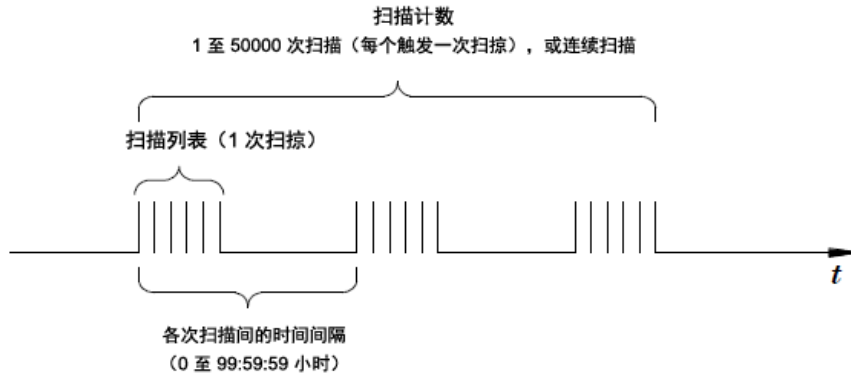 扫描计数
1 至 50000 次扫描（每个触发一次扫掠），或连续扫描
扫描列表（1 次扫掠）
t
各次扫描间的时间间隔
（0 至 99:59:59 小时）